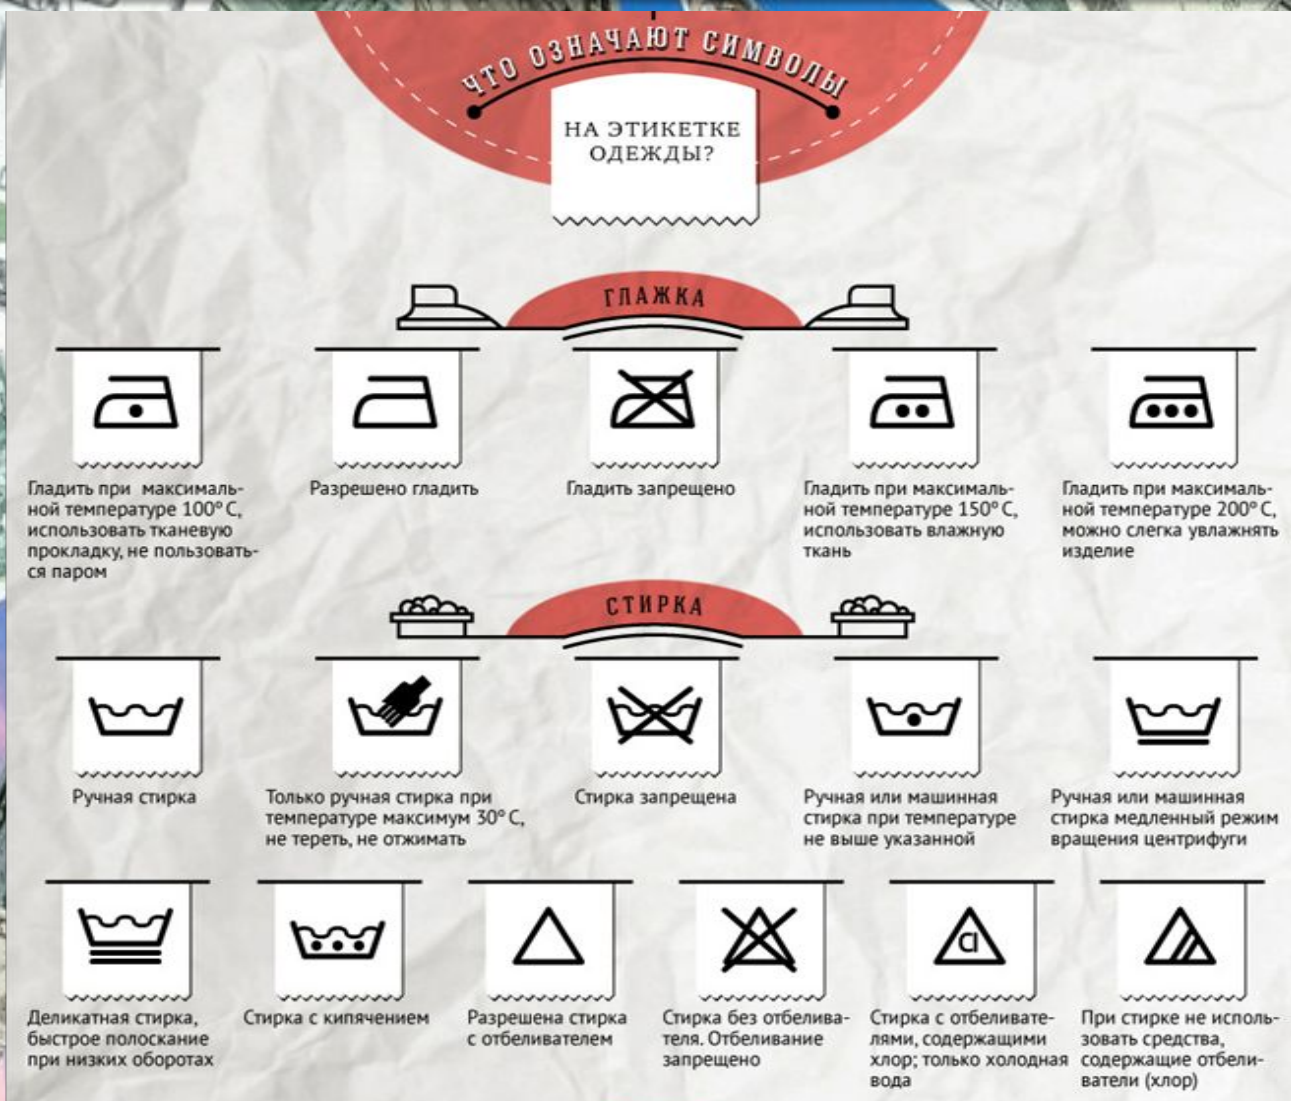 ЧТО ОЗНАЧАЮТ СИМВОЛЫ
НА ЭТИКЕТКЕ
ОДЕЖДЫ?
ГЛАЖКА
Гладить при максималь-
ной температуре 100° С,
использовать тканевую
прокладку, не пользовать-
ся паром
Разрешено гладить
Гладить запрещено
Гладить при максималь-
ной температуре 150° С,
использовать влажную
ткань
Гладить при максималь-
ной температуре 200° С,
можно слегка увлажнять
изделие
СТИРКА
Ручная стирка
Только ручная стирка при
температуре максимум 30° С,
не тереть, не отжимать
Стирка запрещена
Ручная или машинная
стирка при температуре
не выше указанной
Ручная или машинная
стирка медленный режим
вращения центрифуги
Cl
Деликатная стирка,
быстрое полоскание
при низких оборотах
Стирка с кипячением
Разрешена стирка
с отбеливателем
Стирка без отбелива-
теля. Отбеливание
запрещено
Стирка с отбеливате-
лями, содержащими
хлор; только холодная
вода
При стирке не исполь-
зовать средства,
содержащие отбели-
ватели (хлор)